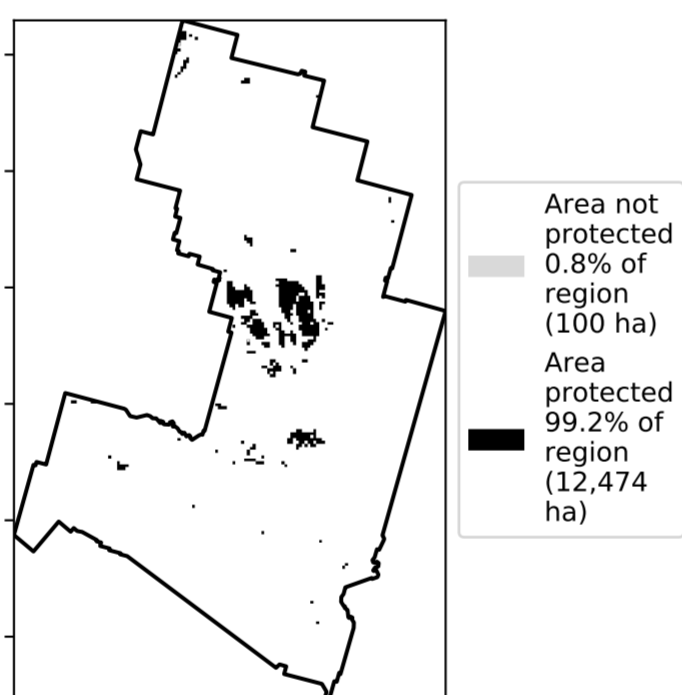 Area not
protected
0.8% of
region
(100 ha)
Area
protected
99.2% of
region
(12,474
ha)